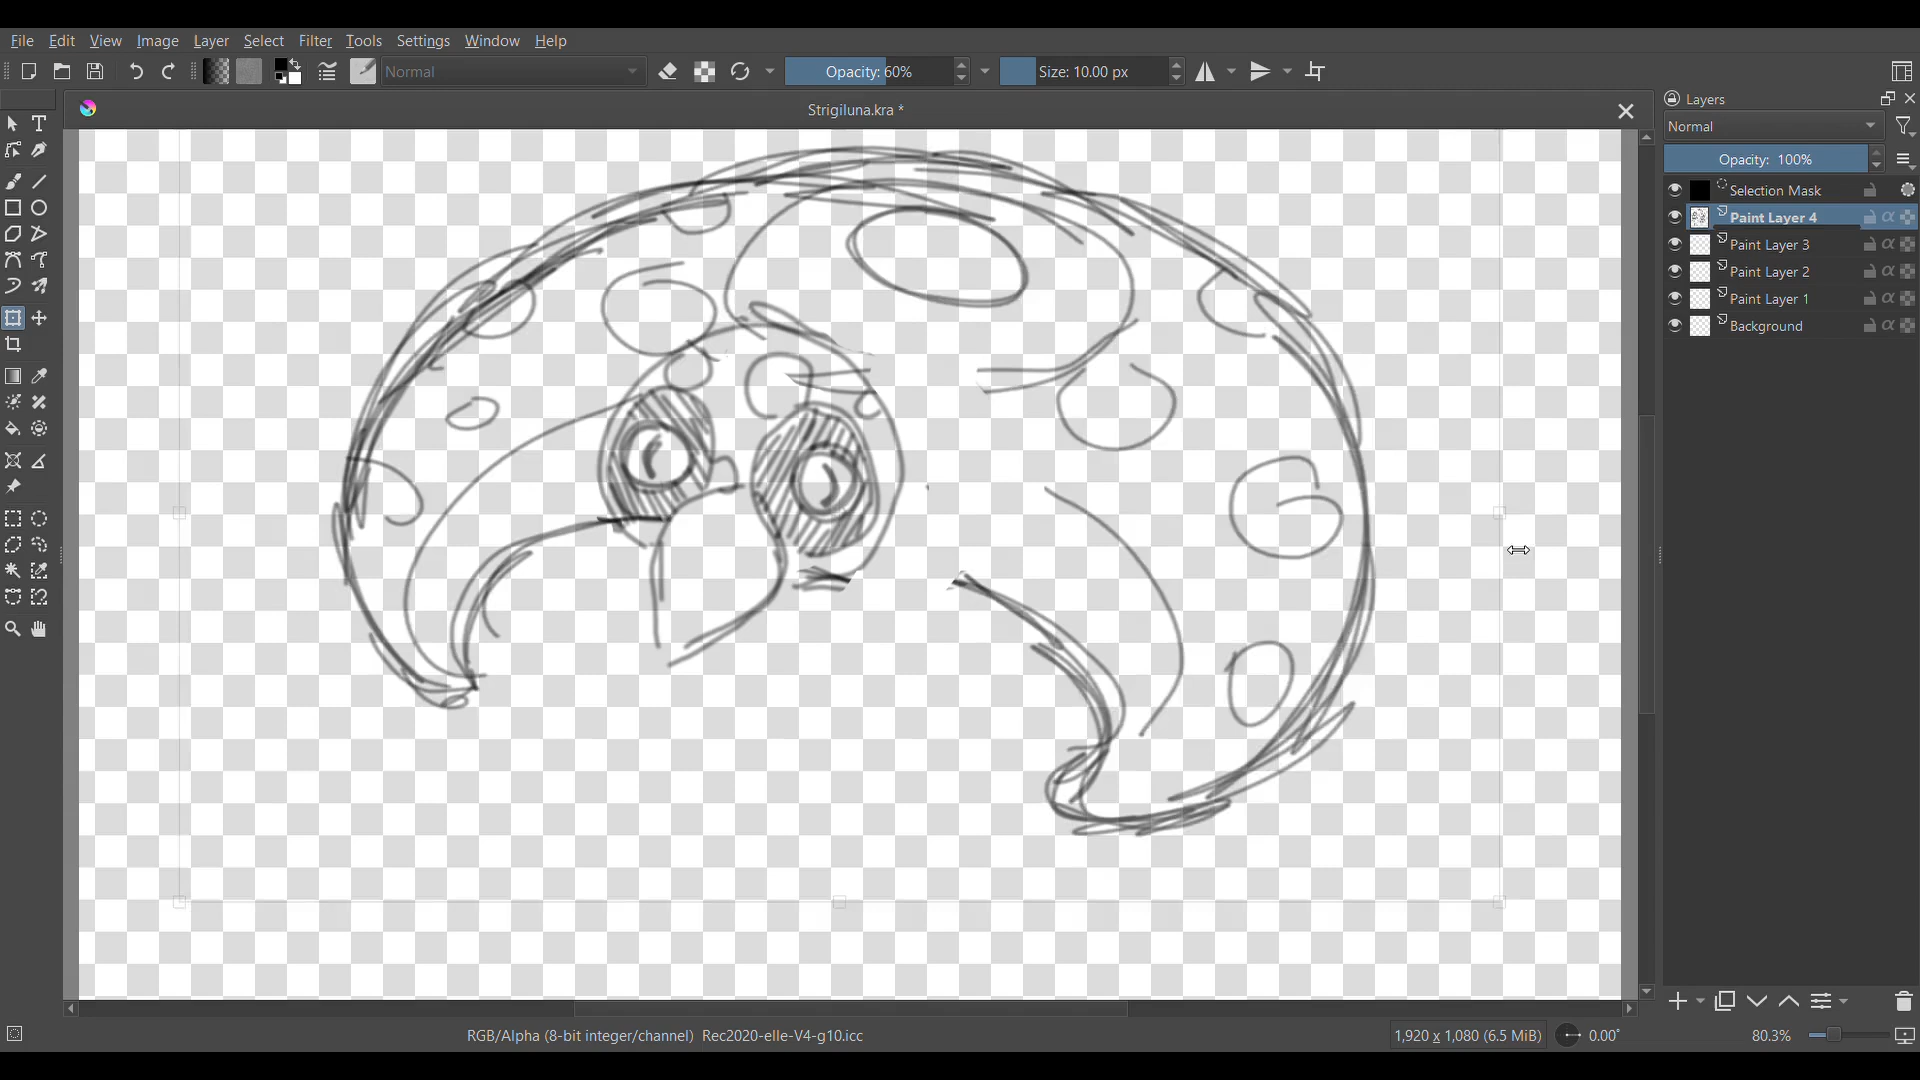 File Edit View Image Layer Select Filter Tools Settings Window Help
Normal Opacity: 60% Size: 10.00 px
Strigiluna.kra *
Layers
Normal
Opacity: 100%
Selection Mask
Paint Layer 4
Paint Layer 3
Paint Layer 2
Paint Layer 1
Background
RGB/Alpha (8-bit integer/channel) Rec2020-elle-V4-g10.icc 1,920 x 1,080 (6.5 MiB) 0.00° 80.3%